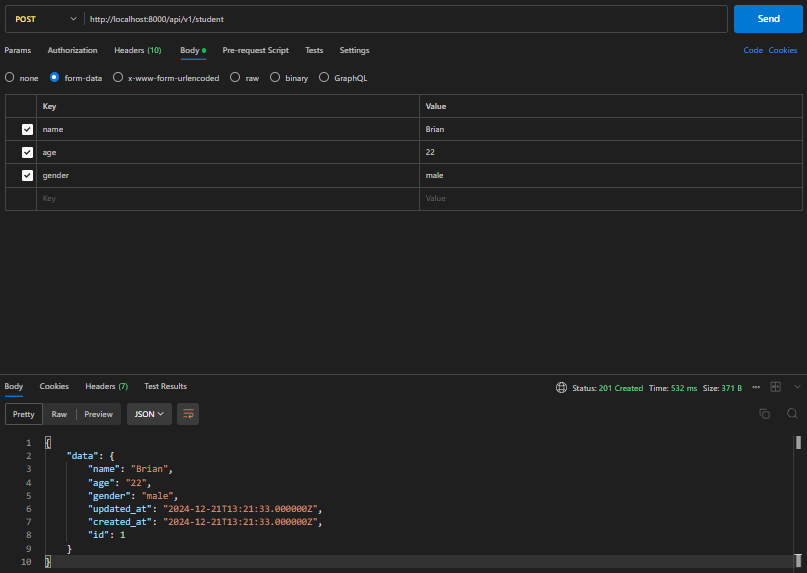 POST http://localhost:8000/api/v1/student Send
Params Authorization Headers (10) Body Pre-request Script Tests Settings Code Cookies
none form-data x-www-form-urlencoded raw binary GraphQL
Key Value
name Brian
age 22
gender male
Key Value
Body Cookies Headers (7) Test Results Status: 201 Created Time: 532 ms Size: 371 B
Pretty Raw Preview JSON
1 {
2 "data": {
3 "name": "Brian",
4 "age": "22",
5 "gender": "male",
6 "updated_at": "2024-12-21T13:21:33.000000Z",
7 "created_at": "2024-12-21T13:21:33.000000Z",
8 "id": 1
9 }
10 }